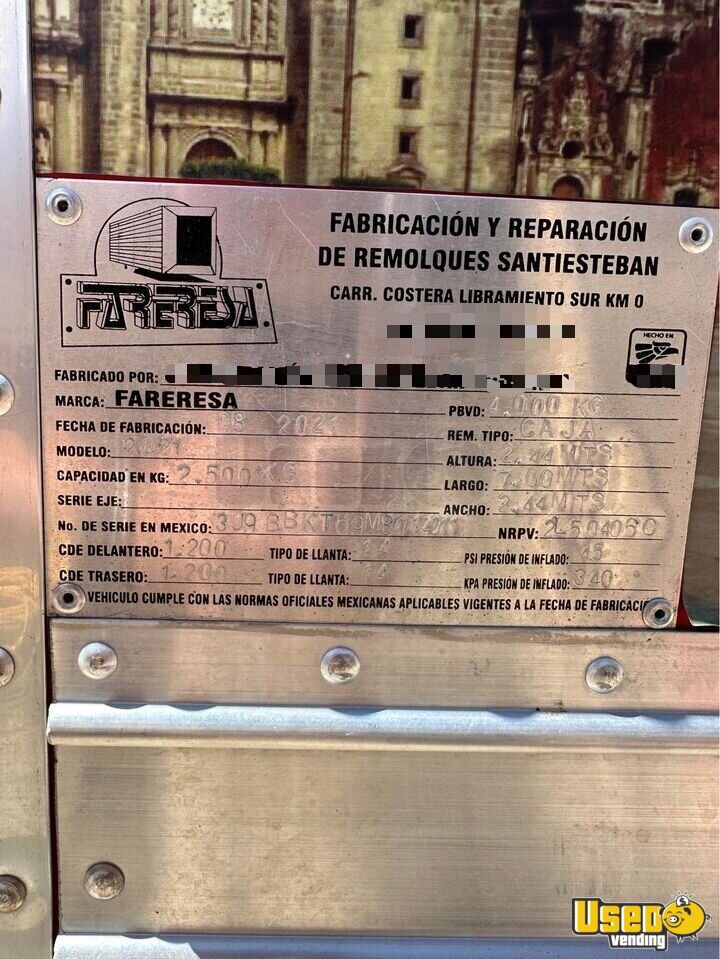 FARERESA
FABRICACIÓN Y REPARACIÓN
DE REMOLQUES SANTIESTEBAN
CARR. COSTERA LIBRAMIENTO SUR KM 0
HECHO EN
FABRICADO POR:
MARCA: FARERESA
PBVD: 4.000 KG
FECHA DE FABRICACIÓN: 08 2021
REM. TIPO: CAJA
MODELO: 2021
ALTURA: 2.44 MTS
CAPACIDAD EN KG: 2.500 KG
LARGO: 7.00 MTS
SERIE EJE:
ANCHO: 2.44 MTS
No. DE SERIE EN MEXICO:
NRPV: 2504060
CDE DELANTERO: 1.200 TIPO DE LLANTA: 14 PSI PRESIÓN DE INFLADO: 45
CDE TRASERO: 1.200 TIPO DE LLANTA: 14 KPA PRESIÓN DE INFLADO: 340
VEHICULO CUMPLE CON LAS NORMAS OFICIALES MEXICANAS APLICABLES VIGENTES A LA FECHA DE FABRICACI
USED
vending